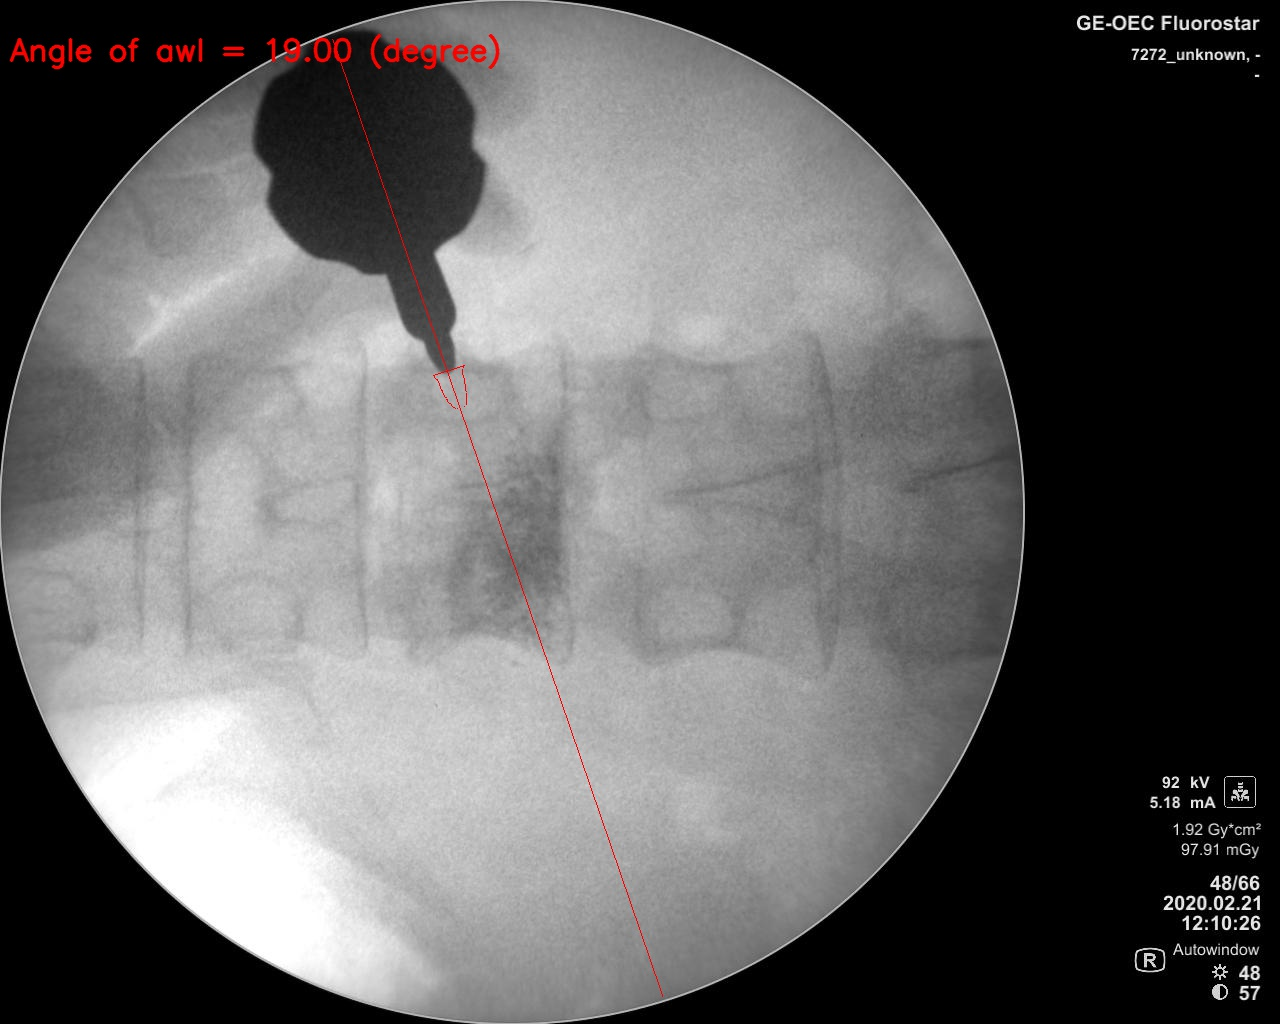 Angle of awl = 19.00 (degree)
GE-OEC Fluorostar
7272_unknown, -
-
92 kV
5.18 mA
1.92 Gy*cm²
97.91 mGy
48/66
2020.02.21
12:10:26
Autowindow
R
48
57